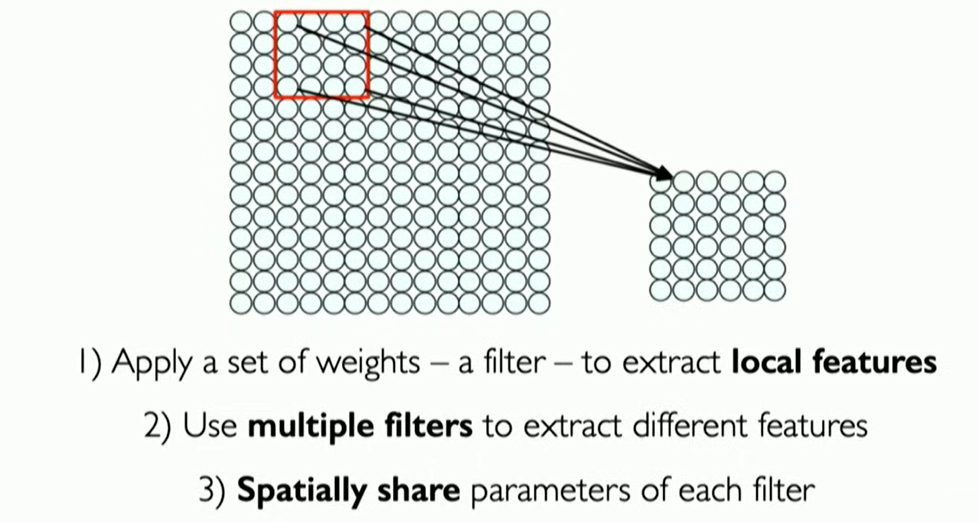 1) Apply a set of weights – a filter – to extract local features
2) Use multiple filters to extract different features
3) Spatially share parameters of each filter